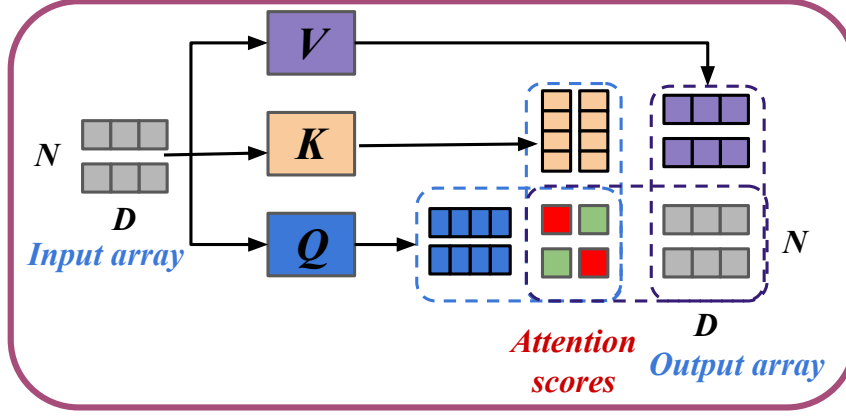 V
K
N
D
Input array
Q
N
D
Attention
scores
Output array